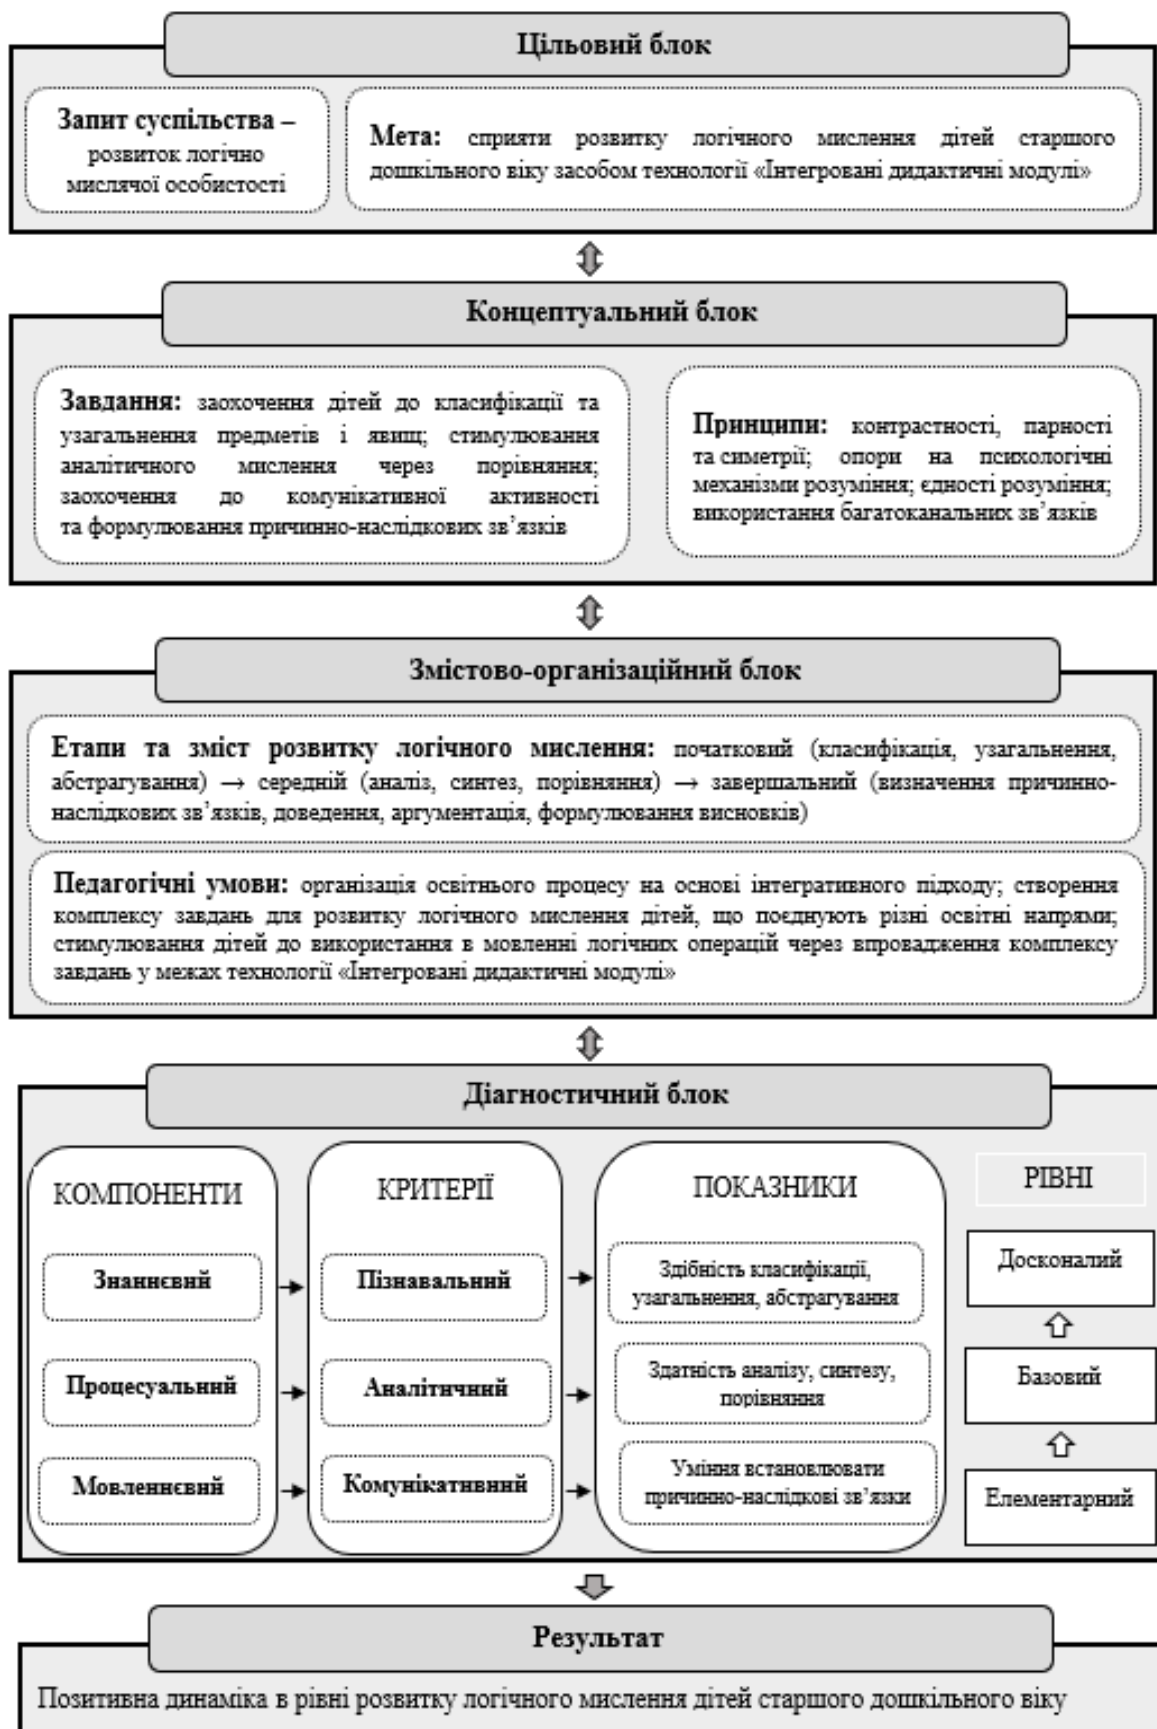 Цільовий блок
Запит суспільства –
розвиток логічно
мислячої особистості
Мета: сприяти розвитку логічного мислення дітей старшого
дошкільного віку засобом технології «Інтегровані дидактичні модулі»
Концептуальний блок
Завдання: заохочення дітей до класифікації та
узагальнення предметів і явищ; стимулювання
аналітичного мислення через порівняння;
заохочення до комунікативної активності
та формулювання причинно-наслідкових зв’язків
Принципи: контрастності, парності
та симетрії; опори на психологічні
механізми розуміння; єдності розуміння;
використання багатоканальних зв’язків
Змістово-організаційний блок
Етапи та зміст розвитку логічного мислення: початковий (класифікація, узагальнення,
абстрагування) → середній (аналіз, синтез, порівняння) → завершальний (визначення причинно-
наслідкових зв’язків, доведення, аргументація, формулювання висновків)
Педагогічні умови: організація освітнього процесу на основі інтегративного підходу; створення
комплексу завдань для розвитку логічного мислення дітей, що поєднують різні освітні напрями;
стимулювання дітей до використання в мовленні логічних операцій через впровадження комплексу
завдань у межах технології «Інтегровані дидактичні модулі»
Діагностичний блок
КОМПОНЕНТИ
Знаннєвий
Процесуальний
Мовленнєвий
КРИТЕРІЇ
Пізнавальний
Аналітичний
Комунікативний
ПОКАЗНИКИ
Здібність класифікації,
узагальнення, абстрагування
Здатність аналізу, синтезу,
порівняння
Уміння встановлювати
причинно-наслідкові зв’язки
РІВНІ
Досконалий
Базовий
Елементарний
Результат
Позитивна динаміка в рівні розвитку логічного мислення дітей старшого дошкільного віку